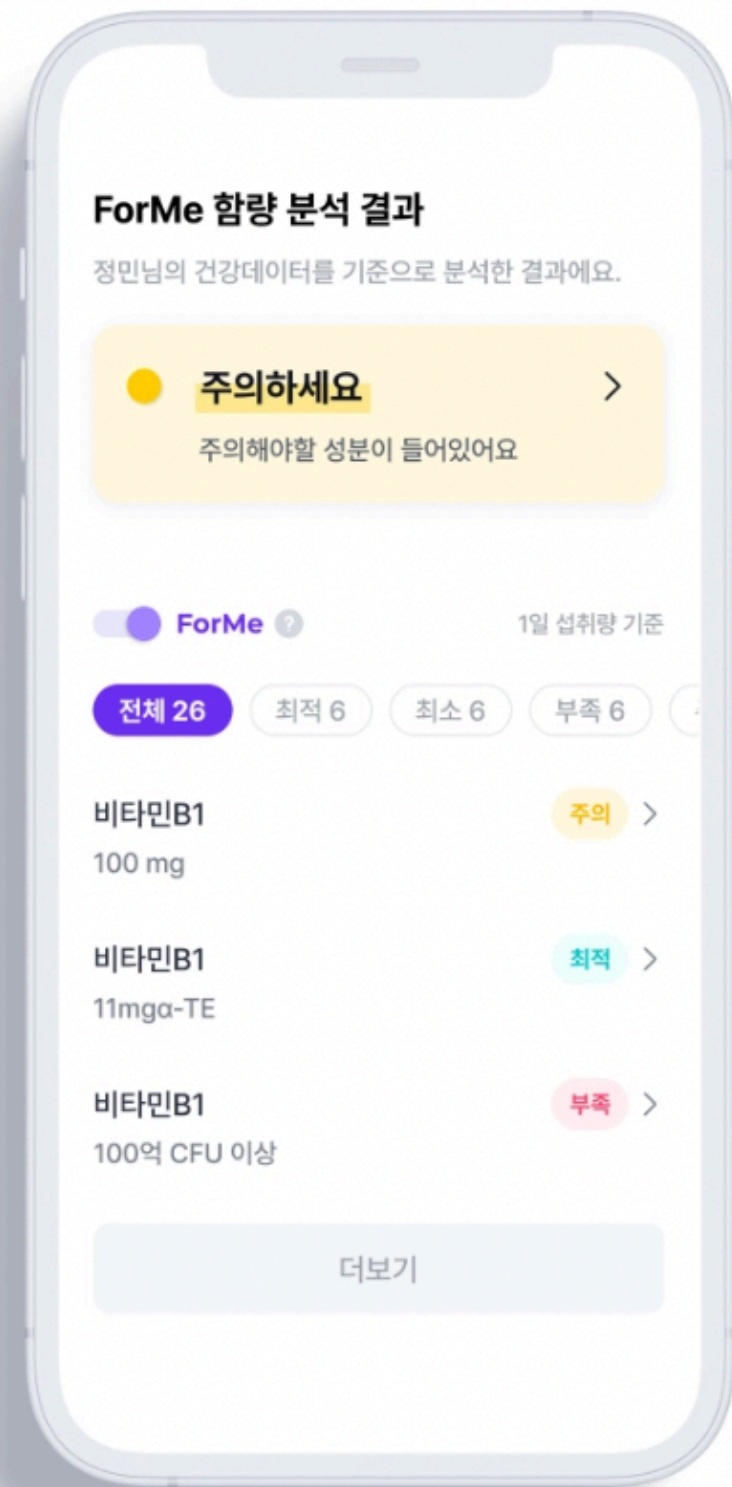 ForMe 함량 분석 결과
정민님의 건강데이터를 기준으로 분석한 결과에요.
주의하세요
주의해야할 성분이 들어있어요
ForMe ?
1일 섭취량 기준
전체 26
최적 6
최소 6
부족 6
비타민B1
주의
100 mg
비타민B1
최적
11mgα-TE
비타민B1
부족
100억 CFU 이상
더보기